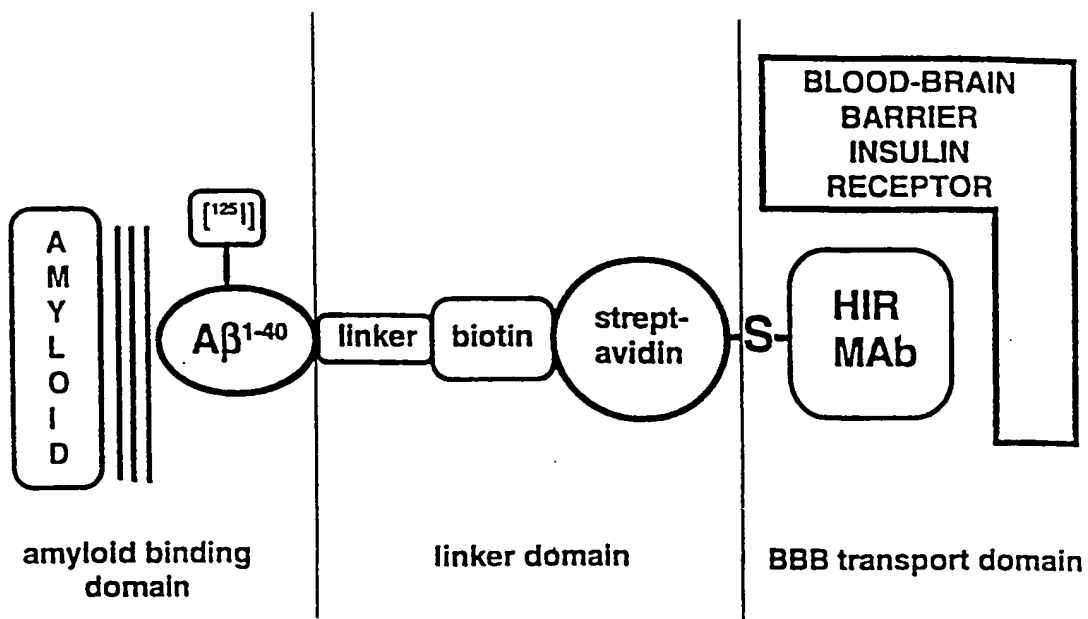 BLOOD-BRAIN
BARRIER
INSULIN
RECEPTOR
[¹²⁵I]
A
M
Y
L
O
I
D
Aβ¹⁻⁴⁰
linker
biotin
strept-
avidin
S
HIR
MAb
amyloid binding
domain
linker domain
BBB transport domain